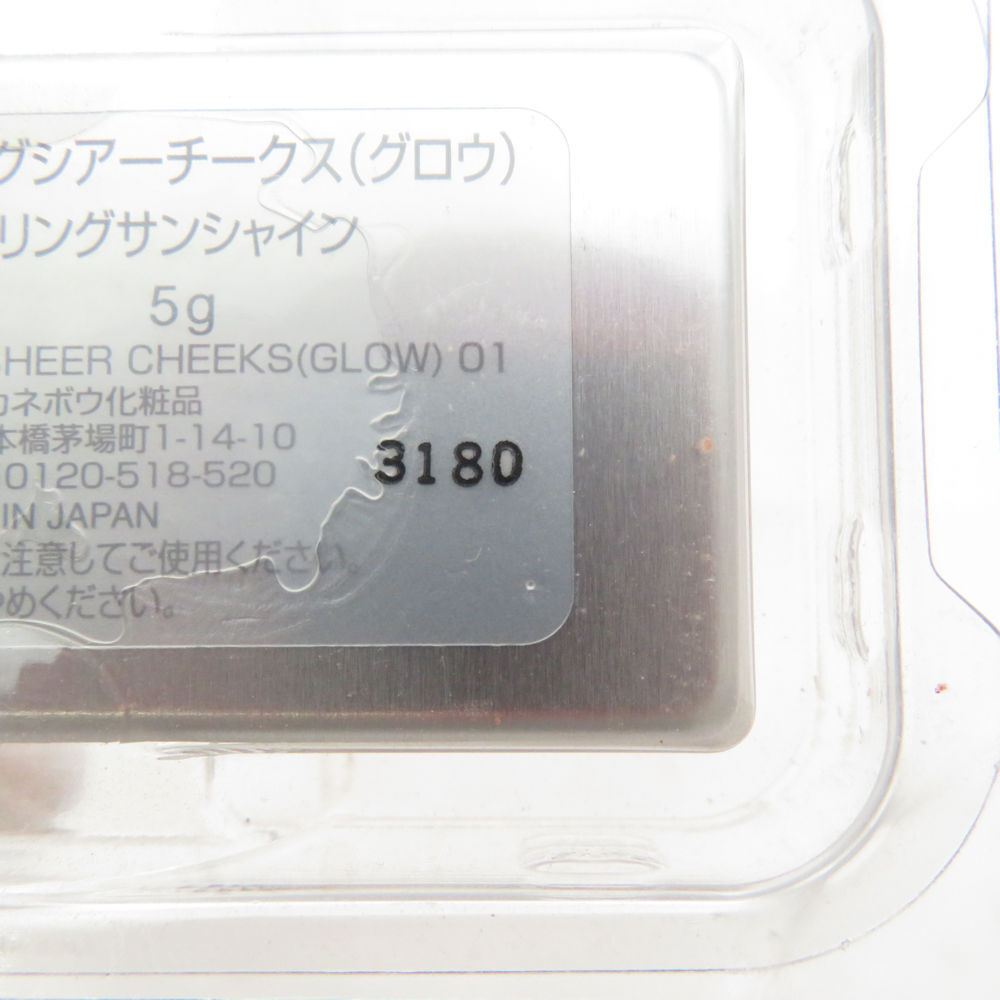 グシアーチークス(グロウ)
リングサンシャイン
5g
SHEER CHEEKS(GLOW) 01
カネボウ化粧品
本橋茅場町1-14-10
0120-518-520
3180
IN JAPAN
注意してご使用ください。
やめください。